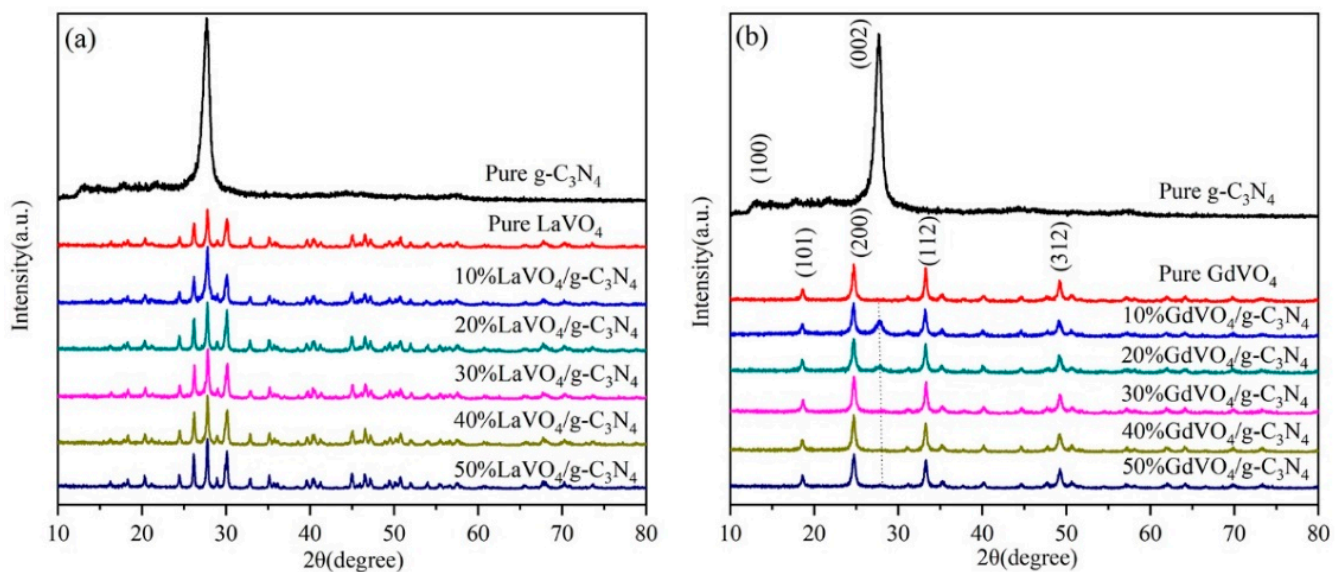 (a)
Intensity(a.u.)
Pure g-C₃N₄
Pure LaVO₄
10%LaVO₄/g-C₃N₄
20%LaVO₄/g-C₃N₄
30%LaVO₄/g-C₃N₄
40%LaVO₄/g-C₃N₄
50%LaVO₄/g-C₃N₄
10 20 30 40 50 60 70 80
2θ(degree)
(b)
Intensity(a.u.)
(100)
(002)
Pure g-C₃N₄
(101)
(200)
(112)
(312)
Pure GdVO₄
10%GdVO₄/g-C₃N₄
20%GdVO₄/g-C₃N₄
30%GdVO₄/g-C₃N₄
40%GdVO₄/g-C₃N₄
50%GdVO₄/g-C₃N₄
10 20 30 40 50 60 70 80
2θ(degree)